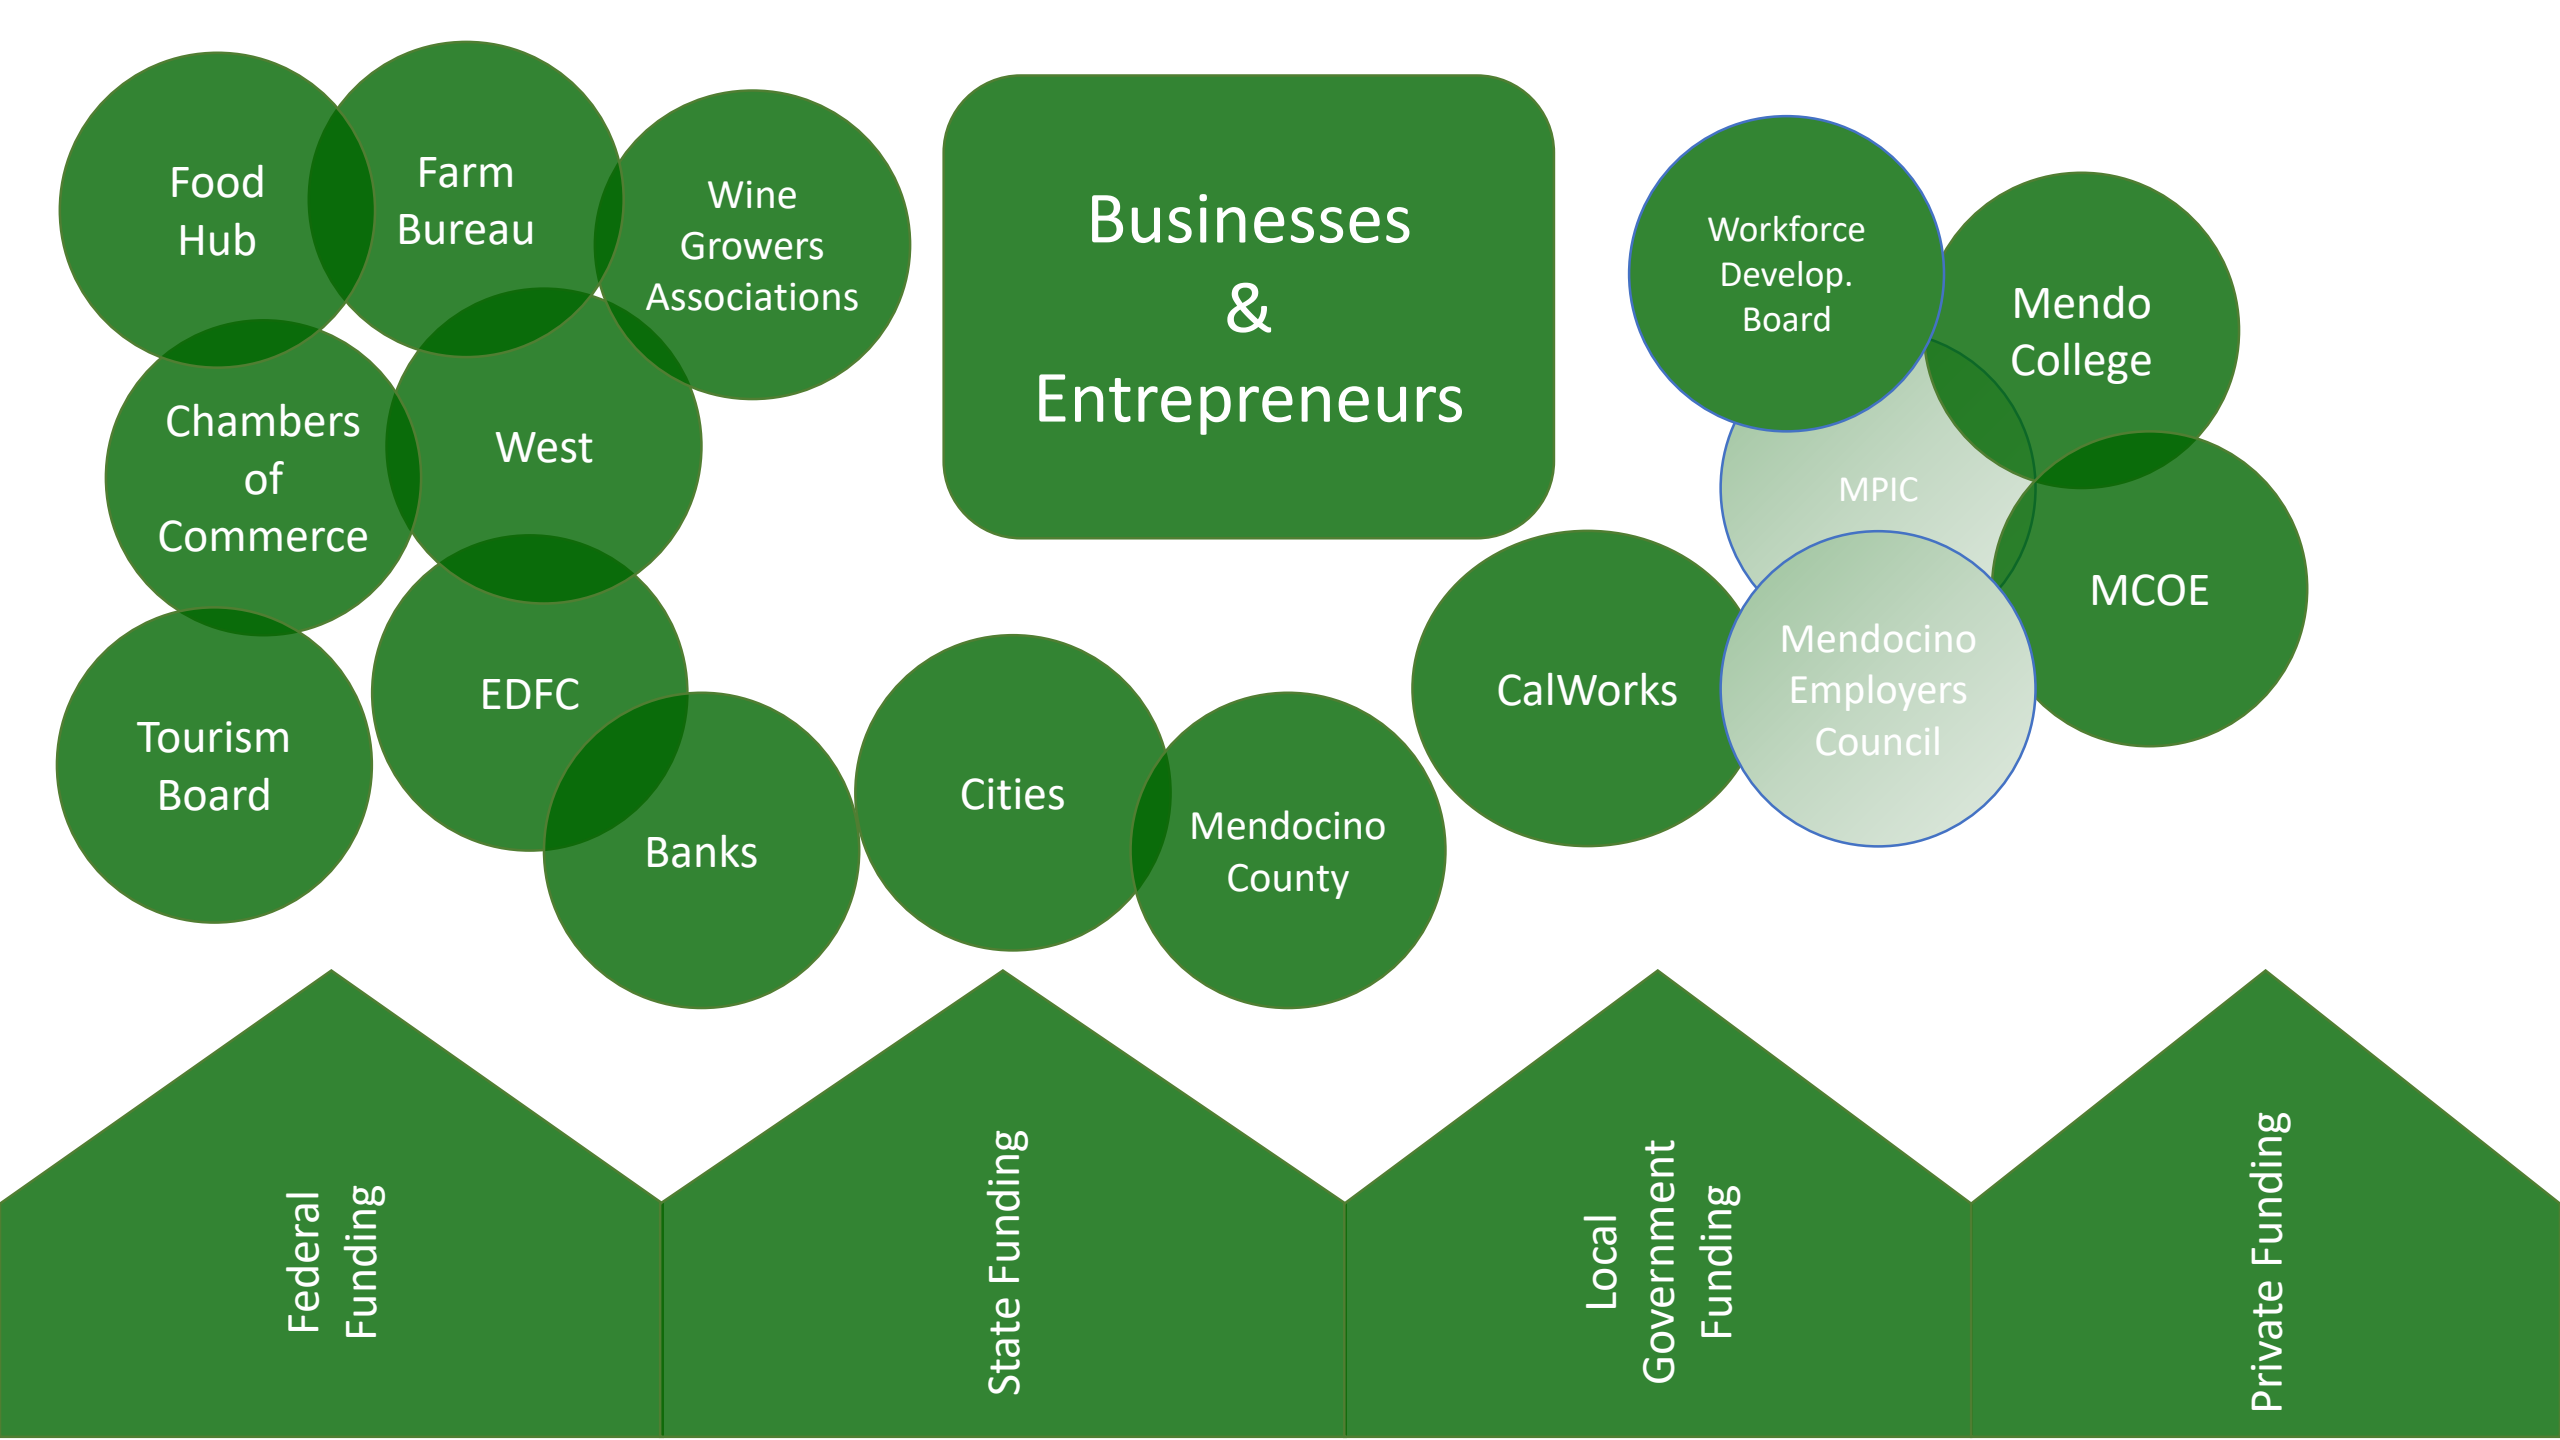 Food
Hub
Farm
Bureau
Wine
Growers
Associations
Businesses
&
Entrepreneurs
Workforce
Develop.
Board
Mendo
College
Chambers
of
Commerce
West
MPIC
MCOE
EDFC
CalWorks
Mendocino
Employers
Council
Tourism
Board
Banks
Cities
Mendocino
County
Federal
Funding
State Funding
Local
Government
Funding
Private Funding